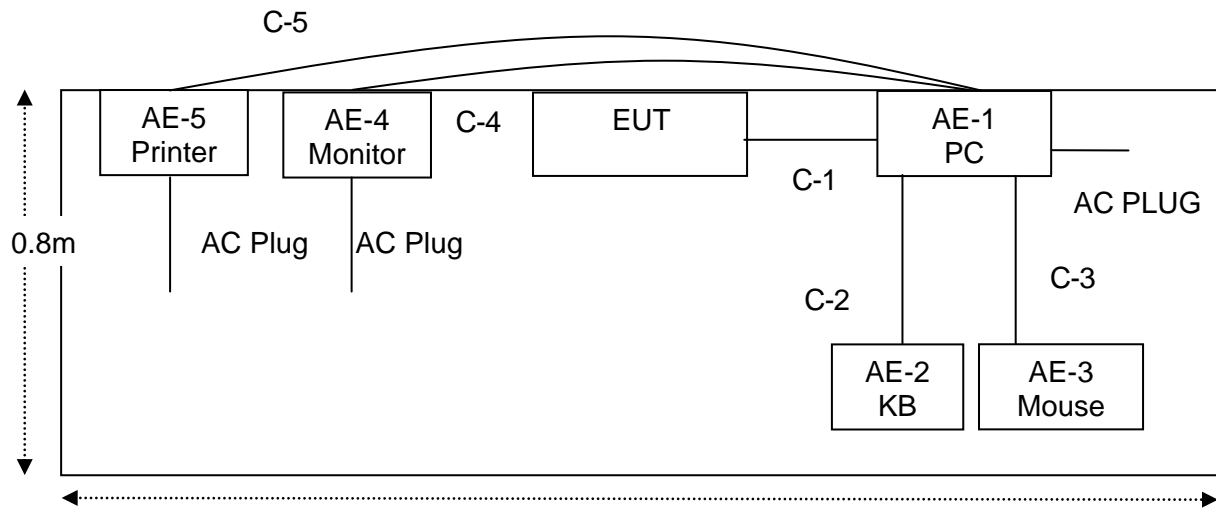 C-5
AE-5
Printer
AE-4
Monitor
C-4
EUT
AE-1
PC
C-1
AC PLUG
0.8m
AC Plug
AC Plug
C-2
C-3
AE-2
KB
AE-3
Mouse